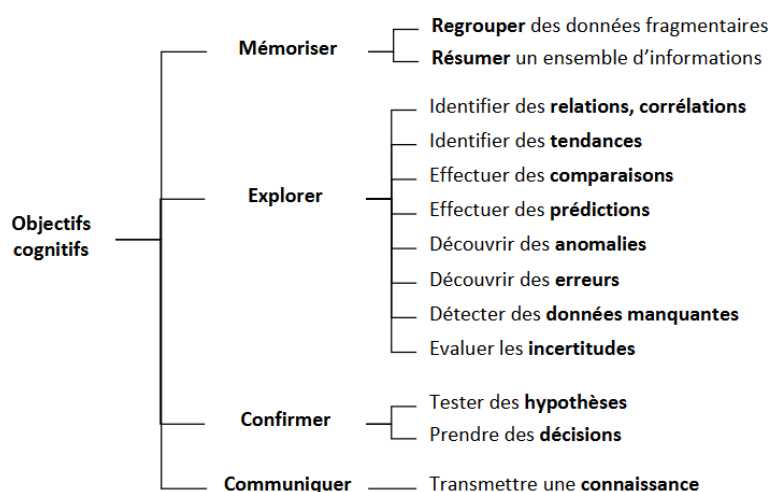 Objectifs
cognitifs
Mémoriser
Regrouper des données fragmentaires
Résumer un ensemble d'informations
Explorer
Identifier des relations, corrélations
Identifier des tendances
Effectuer des comparaisons
Effectuer des prédictions
Découvrir des anomalies
Découvrir des erreurs
Détecter des données manquantes
Evaluer les incertitudes
Confirmer
Tester des hypothèses
Prendre des décisions
Communiquer
Transmettre une connaissance